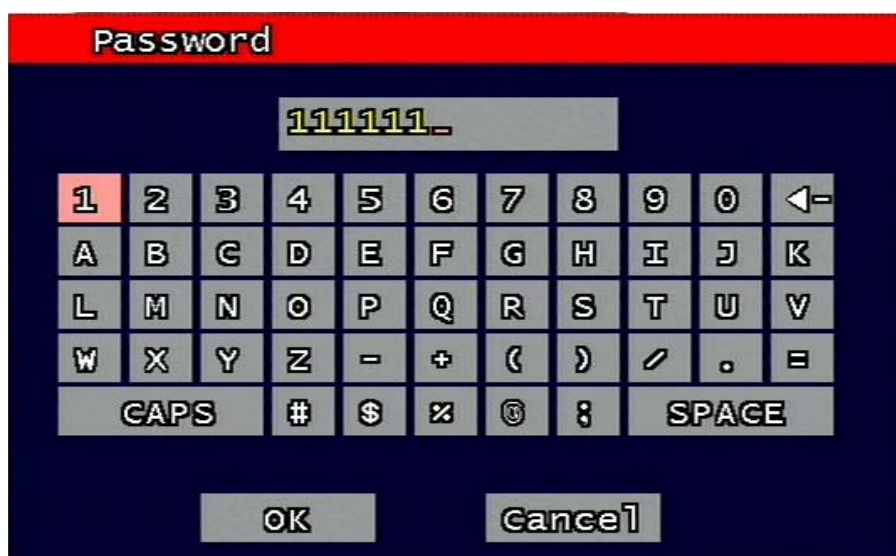 Password
111111_
1 2 3 4 5 6 7 8 9 0
A B C D E F G H I J K
L M N O P Q R S T U V
W X Y Z - + ( ) / . =
CAPS # $ % @ ; SPACE
OK Cancel